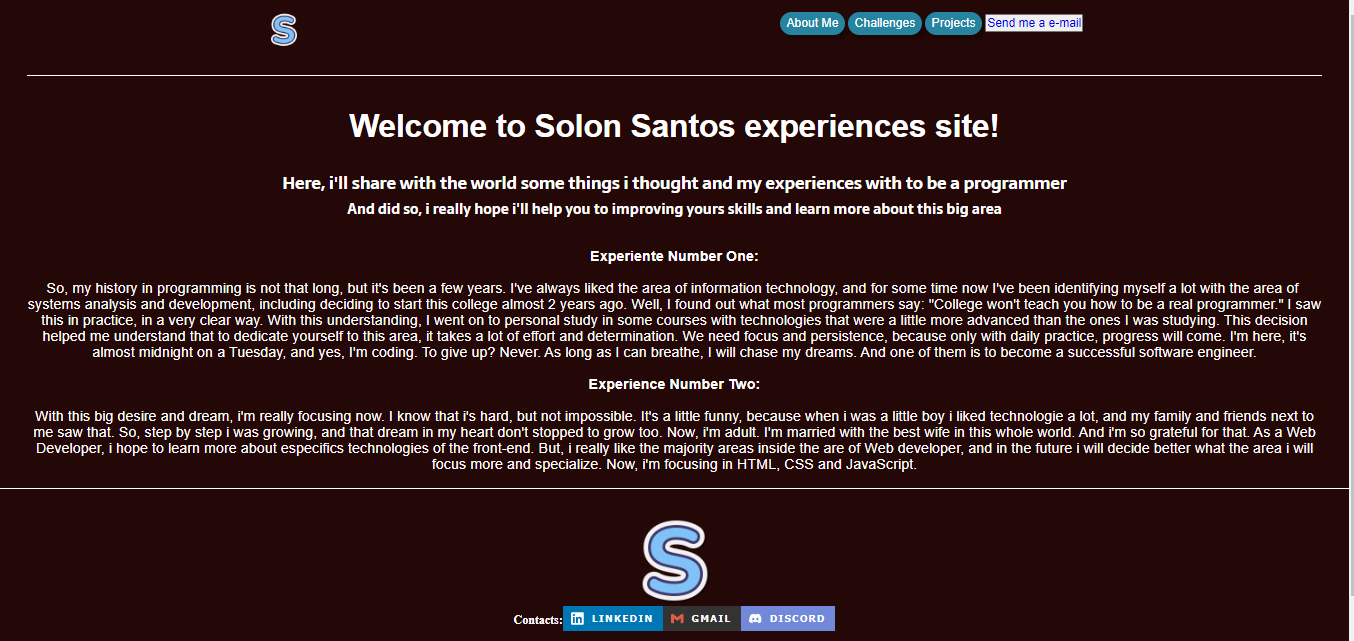 S
About Me Challenges Projects Send me a e-mail
Welcome to Solon Santos experiences site!
Here, i'll share with the world some things i thought and my experiences with to be a programmer
And did so, i really hope i'll help you to improving yours skills and learn more about this big area
Experiente Number One:
So, my history in programming is not that long, but it's been a few years. I've always liked the area of information technology, and for some time now I've been identifying myself a lot with the area of
systems analysis and development, including deciding to start this college almost 2 years ago. Well, I found out what most programmers say: "College won't teach you how to be a real programmer." I saw
this in practice, in a very clear way. With this understanding, I went on to personal study in some courses with technologies that were a little more advanced than the ones I was studying. This decision
helped me understand that to dedicate yourself to this area, it takes a lot of effort and determination. We need focus and persistence, because only with daily practice, progress will come. I'm here, it's
almost midnight on a Tuesday, and yes, I'm coding. To give up? Never. As long as I can breathe, I will chase my dreams. And one of them is to become a successful software engineer.
Experience Number Two:
With this big desire and dream, i'm really focusing now. I know that i's hard, but not impossible. It's a little funny, because when i was a little boy i liked technologie a lot, and my family and friends next to
me saw that. So, step by step i was growing, and that dream in my heart don't stopped to grow too. Now, i'm adult. I'm married with the best wife in this whole world. And i'm so grateful for that. As a Web
Developer, i hope to learn more about especifics technologies of the front-end. But, i really like the majority areas inside the are of Web developer, and in the future i will decide better what the area i will
focus more and specialize. Now, i'm focusing in HTML, CSS and JavaScript.
S
Contacts: LINKEDIN GMAIL DISCORD